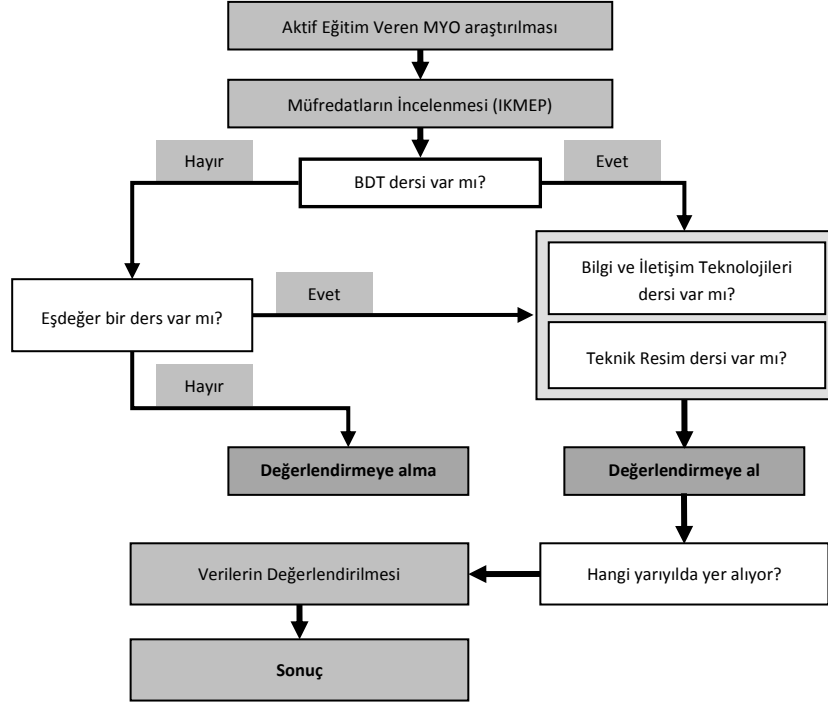 Aktif Eğitim Veren MYO araştırılması
Müfredatların İncelenmesi (IKMEP)
Hayır
Evet
BDT dersi var mı?
Bilgi ve İletişim Teknolojileri
dersi var mı?
Evet
Eşdeğer bir ders var mı?
Teknik Resim dersi var mı?
Hayır
Değerlendirmeye alma
Değerlendirmeye al
Verilerin Değerlendirilmesi
Hangi yarıyılda yer alıyor?
Sonuç